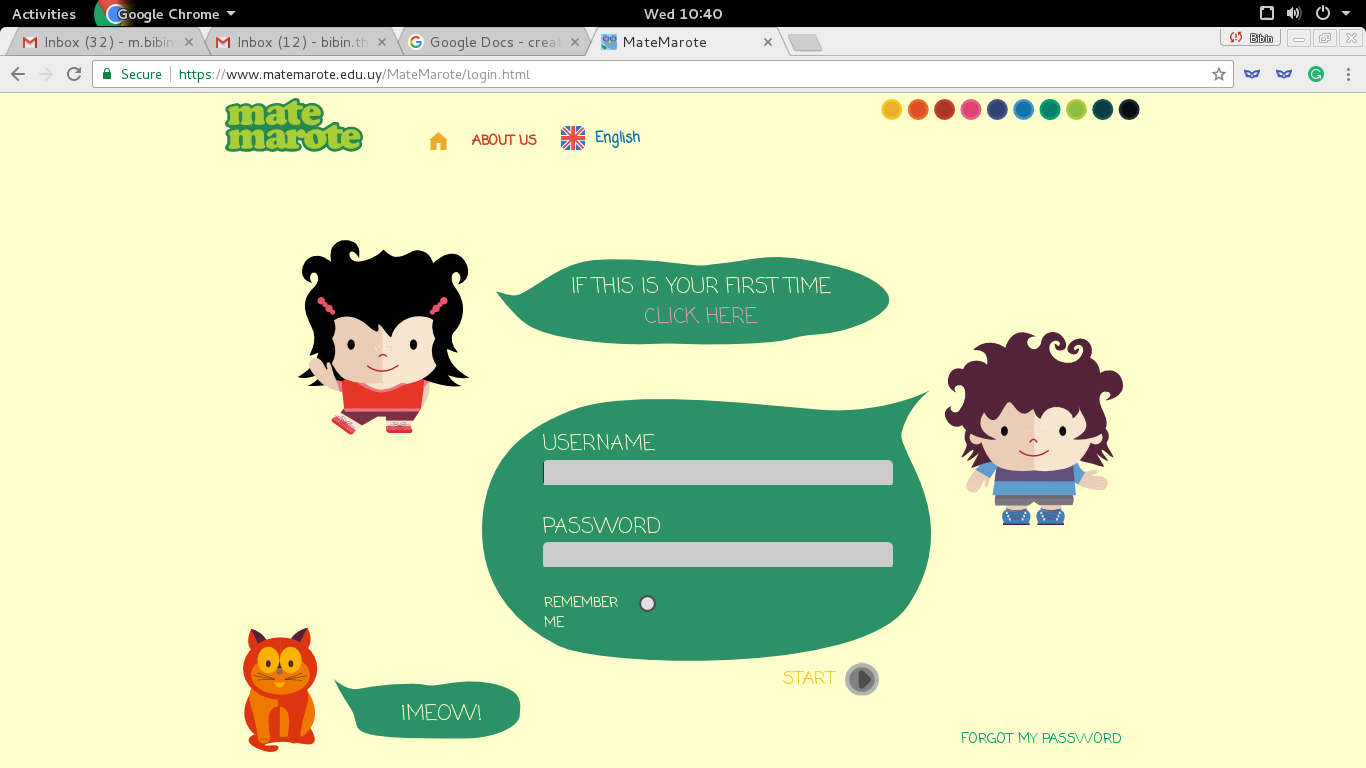 Activities Google Chrome Wed 10:40
Inbox (32) - m.bibin Inbox (12) - bibin.th Google Docs - creat MateMarote Bibin
Secure https://www.matemarote.edu.uy/MateMarote/login.html
mate
marote
ABOUT US English
IF THIS IS YOUR FIRST TIME
CLICK HERE
USERNAME
PASSWORD
REMEMBER
ME
START
¡MEOW!
FORGOT MY PASSWORD